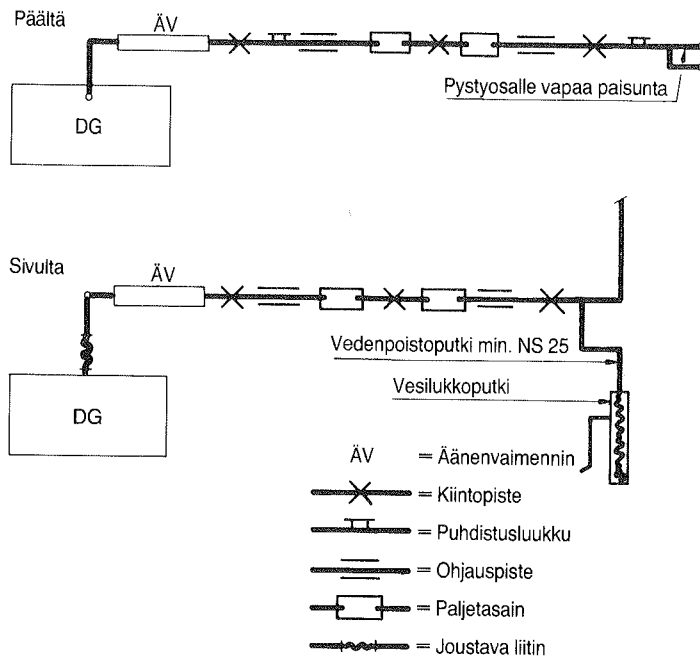 Päältä
ÄV
Pystyosalle vapaa paisunta
DG
Sivulta
ÄV
Vedenpoistoputki min. NS 25
Vesilukkoputki
DG
ÄV = Äänenvaimennin
= Kiintopiste
= Puhdistusluukku
= Ohjauspiste
= Paljetasain
= Joustava liitin